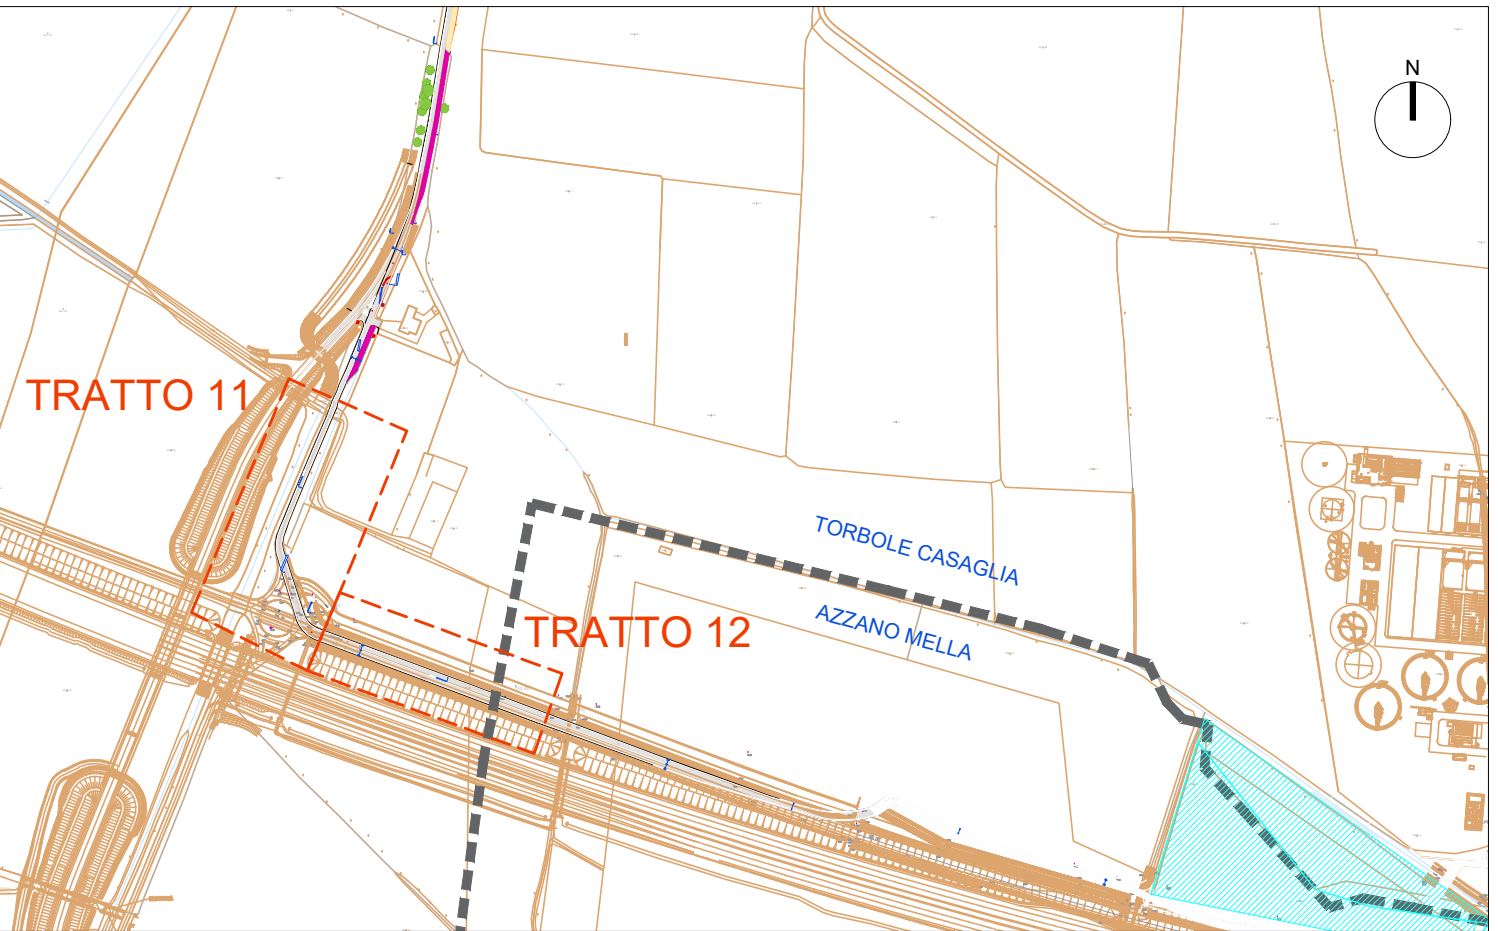 N
TRATTO 11
TORBOLE CASAGLIA
AZZANO MELLA
TRATTO 12